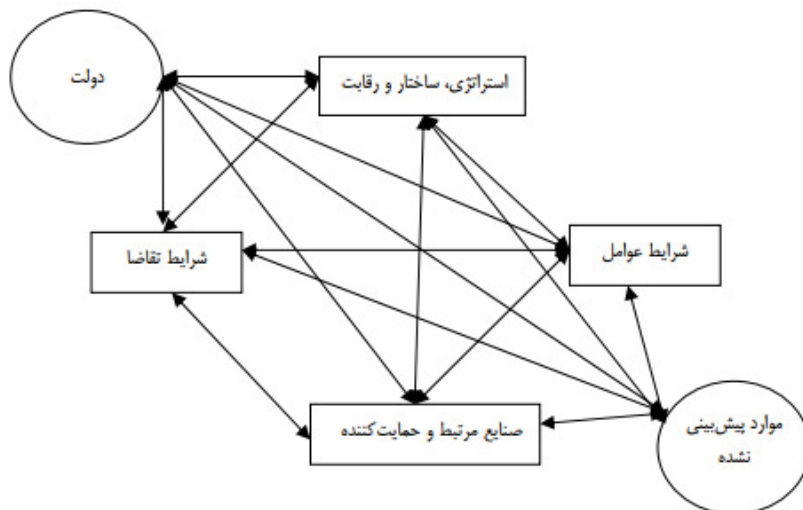 دولت
استراتژی، ساختار و رقابت
شرایط تقاضا
شرایط عوامل
صنایع مرتبط و حمایت‌کننده
موارد پیش‌بینی
نشده